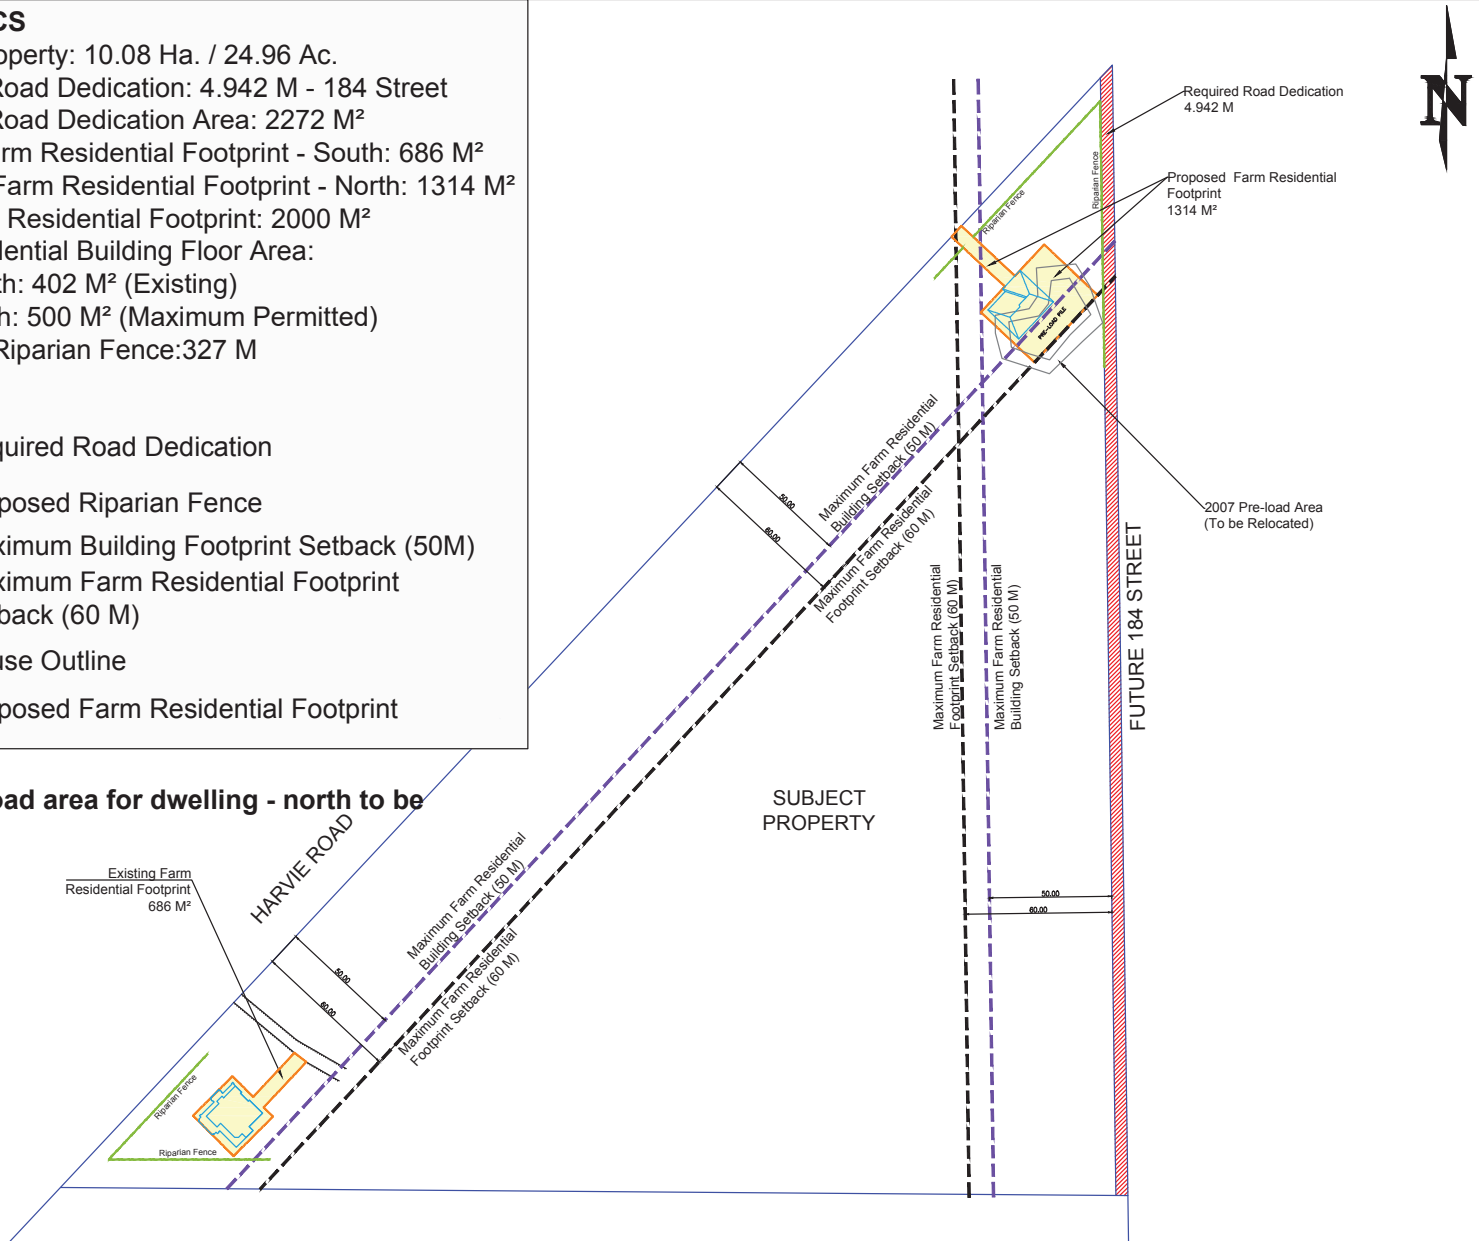 CS
operty: 10.08 Ha. / 24.96 Ac.
Road Dedication: 4.942 M - 184 Street
Road Dedication Area: 2272 M²
rm Residential Footprint - South: 686 M²
Farm Residential Footprint - North: 1314 M²
Residential Footprint: 2000 M²
dential Building Floor Area:
th: 402 M² (Existing)
h: 500 M² (Maximum Permitted)
Riparian Fence:327 M
quired Road Dedication
posed Riparian Fence
ximum Building Footprint Setback (50M)
ximum Farm Residential Footprint
back (60 M)
use Outline
posed Farm Residential Footprint
oad area for dwelling - north to be
N
Required Road Dedication
4.942 M
Proposed Farm Residential
Footprint
1314 M²
Riparian Fence
Riparian Fence
PRE-LOAD PILE
2007 Pre-load Area
(To be Relocated)
FUTURE 184 STREET
Maximum Farm Residential
Building Setback (50 M)
Maximum Farm Residential
Footprint Setback (60 M)
50.00
60.00
Maximum Farm Residential
Footprint Setback (60 M)
Maximum Farm Residential
Building Setback (50 M)
SUBJECT
PROPERTY
50.00
60.00
HARVIE ROAD
Existing Farm
Residential Footprint
686 M²
Maximum Farm Residential
Building Setback (50 M)
Maximum Farm Residential
Footprint Setback (60 M)
50.00
60.00
Riparian Fence
Riparian Fence